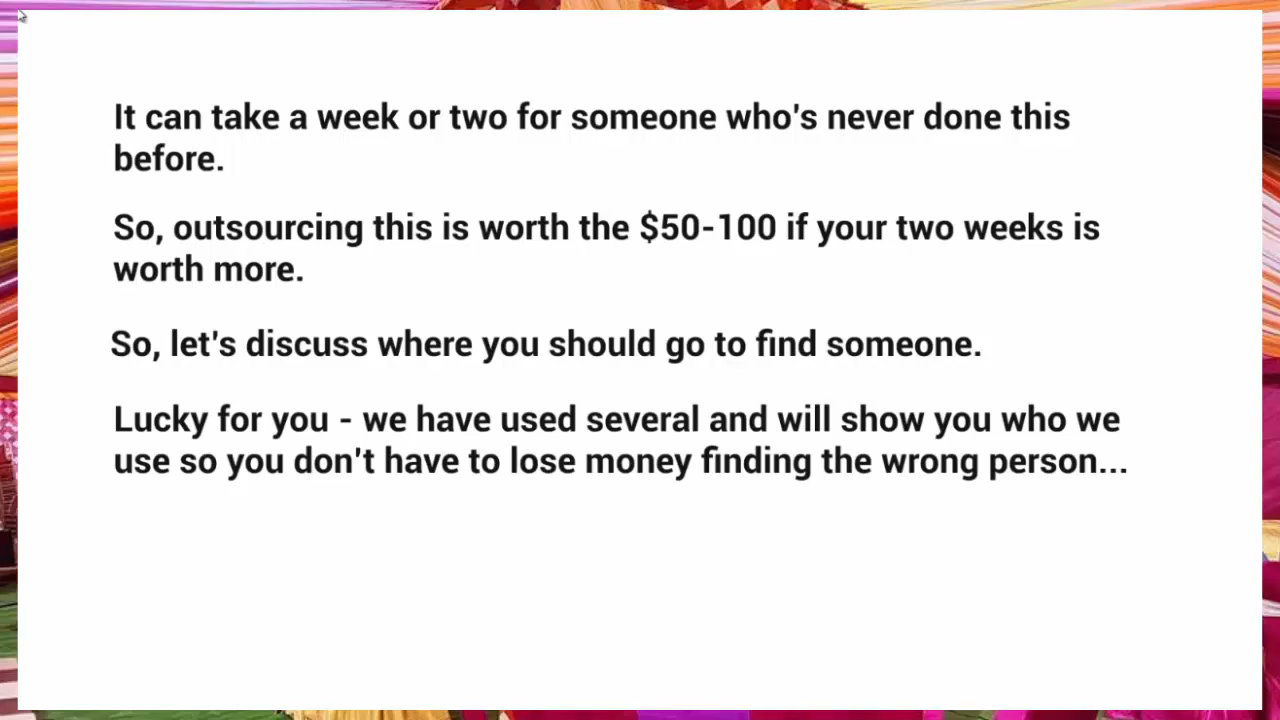 It can take a week or two for someone who's never done this
before.
So, outsourcing this is worth the $50-100 if your two weeks is
worth more.
So, let's discuss where you should go to find someone.
Lucky for you - we have used several and will show you who we
use so you don't have to lose money finding the wrong person...